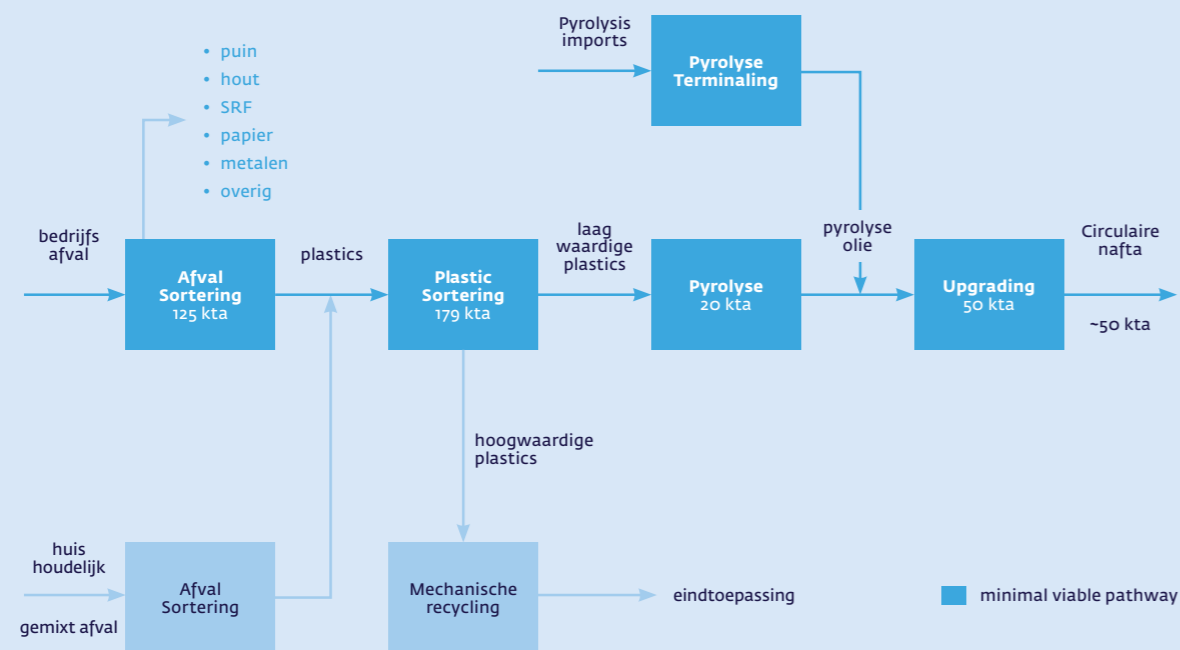 Pyrolysis
imports
Pyrolyse
Terminaling
• puin
• hout
• SRF
• papier
• metalen
• overig
bedrijfs
afval
Afval
Sortering
125 kta
plastics
Plastic
Sortering
179 kta
laag
waardige
plastics
Pyrolyse
20 kta
pyrolyse
olie
Upgrading
50 kta
Circulaire
nafta
~50 kta
hoogwaardige
plastics
huis
houdelijk
gemixt afval
Afval
Sortering
Mechanische
recycling
eindtoepassing
minimal viable pathway